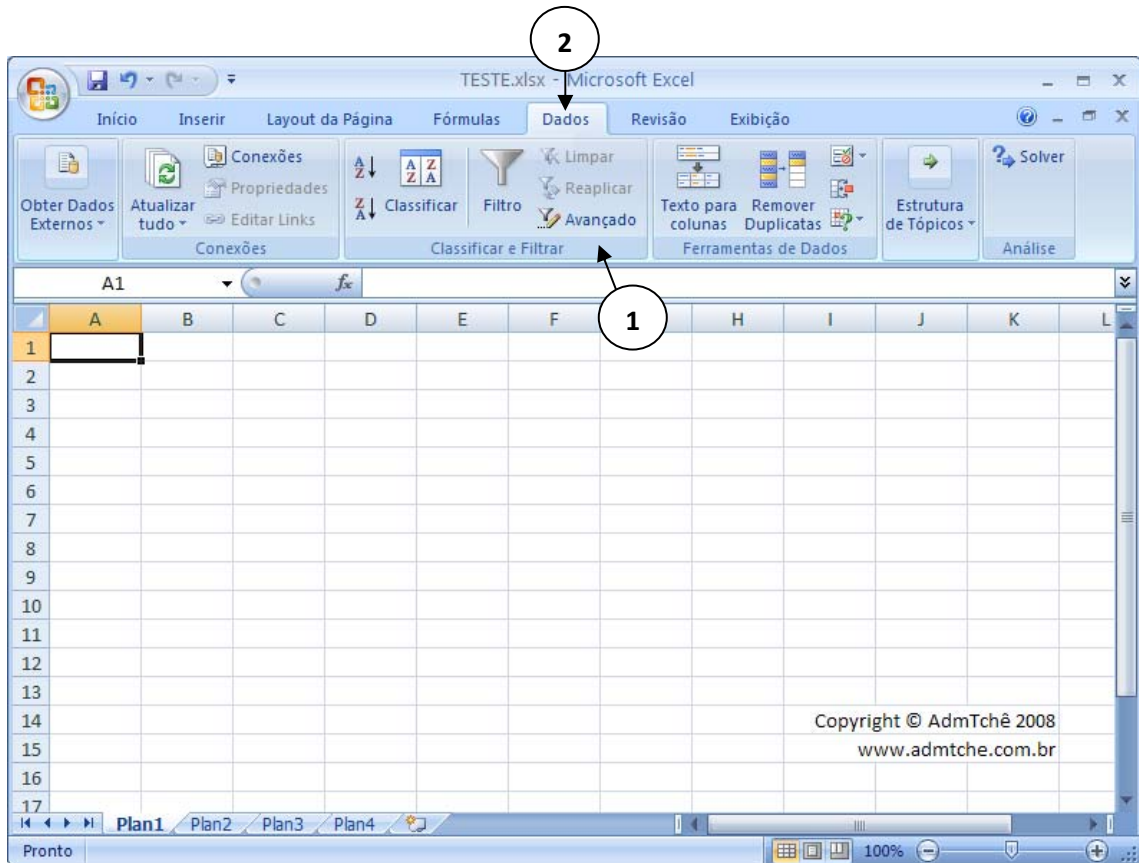 2
TESTE.xlsx - Microsoft Excel
Início Inserir Layout da Página Fórmulas Dados Revisão Exibição
Obter Dados Externos
Atualizar tudo
Conexões
Propriedades
Editar Links
Conexões
Classificar
Filtro
Limpar
Reaplicar
Avançado
Classificar e Filtrar
Texto para colunas
Remover Duplicatas
Ferramentas de Dados
Estrutura de Tópicos
Solver
Análise
A1 fx
1
A B C D E F H I J K L
1
2
3
4
5
6
7
8
9
10
11
12
13
14 Copyright © AdmTchê 2008
15 www.admtche.com.br
16
17
Plan1 Plan2 Plan3 Plan4
Pronto 100%